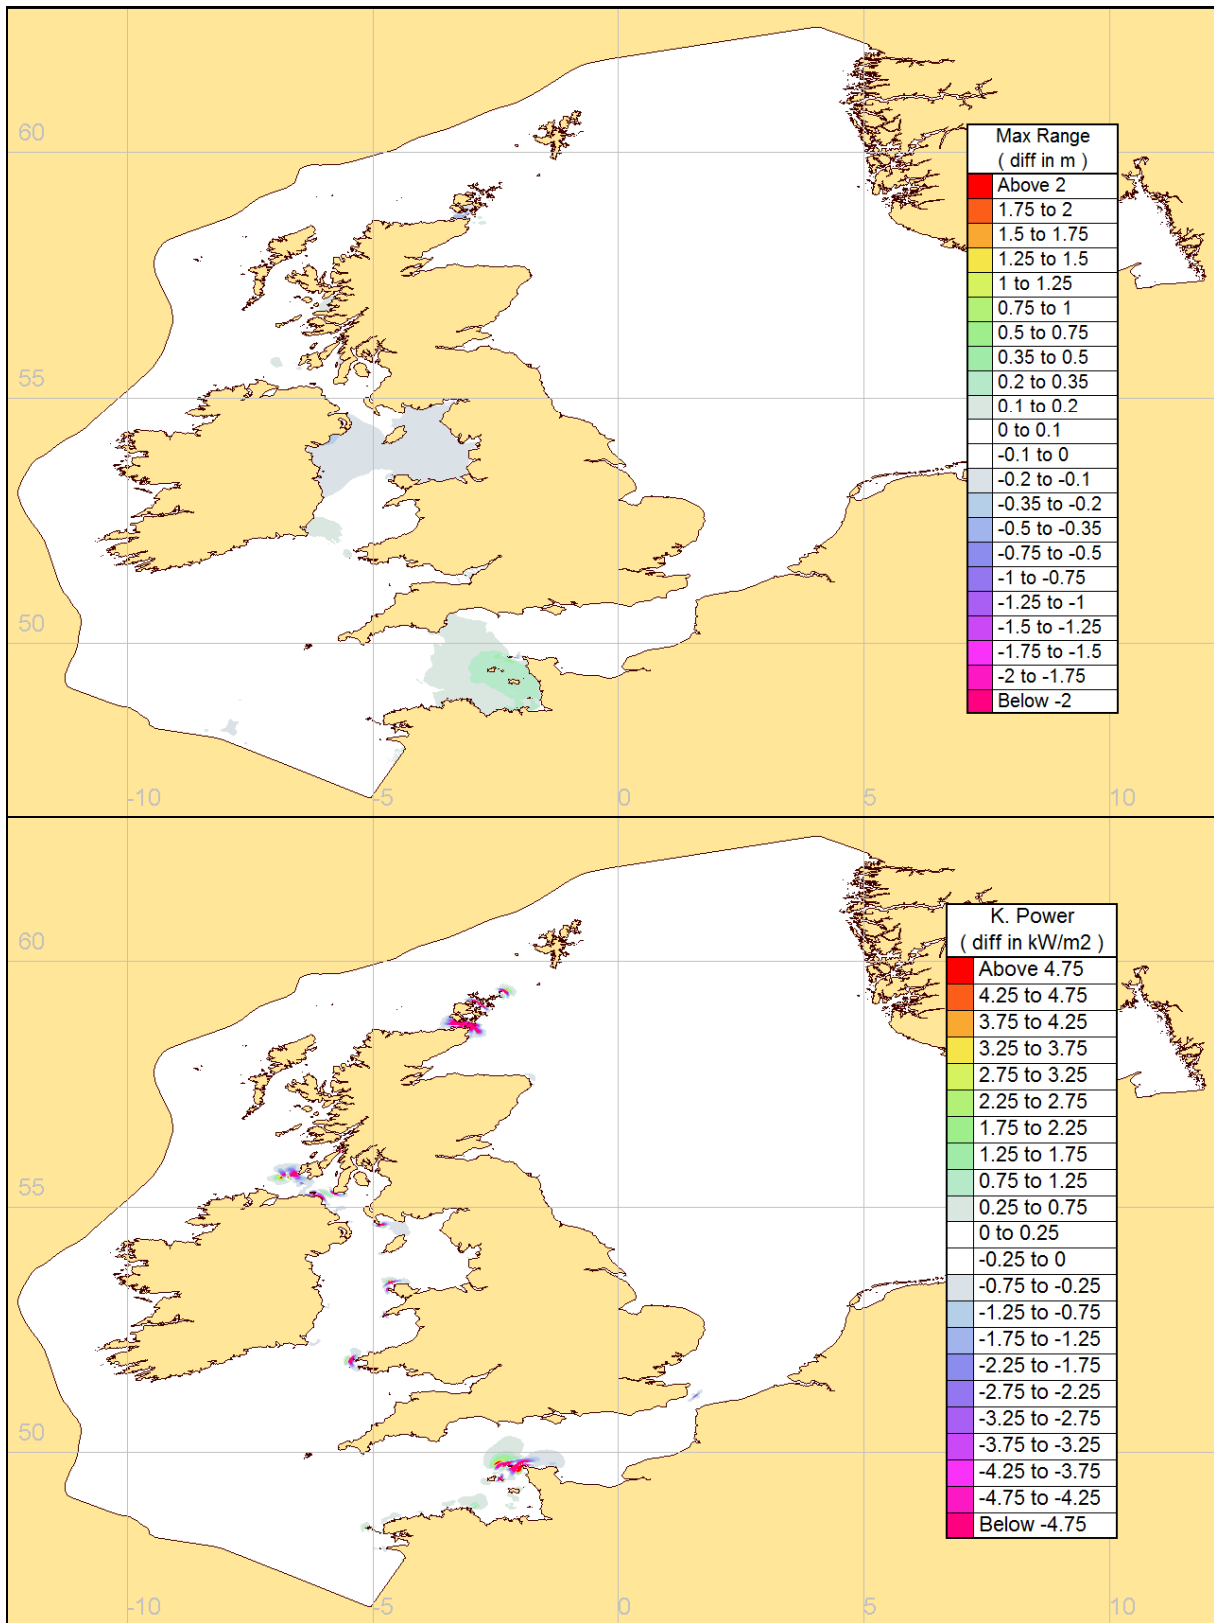 60
55
50
-10
-5
0
5
10
Max Range
( diff in m )
Above 2
1.75 to 2
1.5 to 1.75
1.25 to 1.5
1 to 1.25
0.75 to 1
0.5 to 0.75
0.35 to 0.5
0.2 to 0.35
0.1 to 0.2
0 to 0.1
-0.1 to 0
-0.2 to -0.1
-0.35 to -0.2
-0.5 to -0.35
-0.75 to -0.5
-1 to -0.75
-1.25 to -1
-1.5 to -1.25
-1.75 to -1.5
-2 to -1.75
Below -2
60
55
50
-10
-5
0
5
10
K. Power
( diff in kW/m2 )
Above 4.75
4.25 to 4.75
3.75 to 4.25
3.25 to 3.75
2.75 to 3.25
2.25 to 2.75
1.75 to 2.25
1.25 to 1.75
0.75 to 1.25
0.25 to 0.75
0 to 0.25
-0.25 to 0
-0.75 to -0.25
-1.25 to -0.75
-1.75 to -1.25
-2.25 to -1.75
-2.75 to -2.25
-3.25 to -2.75
-3.75 to -3.25
-4.25 to -3.75
-4.75 to -4.25
Below -4.75